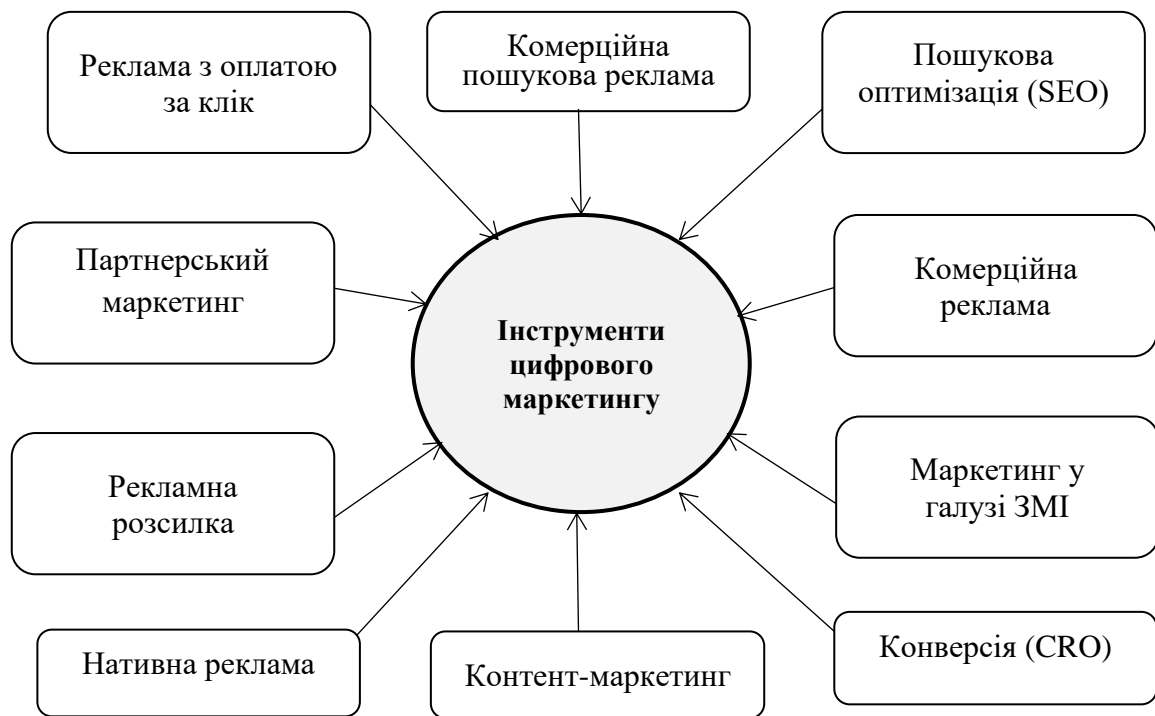 Реклама з оплатою
за клік
Комерційна
пошукова реклама
Пошукова
оптимізація (SEO)
Партнерський
маркетинг
Комерційна
реклама
Інструменти
цифрового
маркетингу
Рекламна
розсилка
Маркетинг у
галузі ЗМІ
Нативна реклама
Контент-маркетинг
Конверсія (CRO)